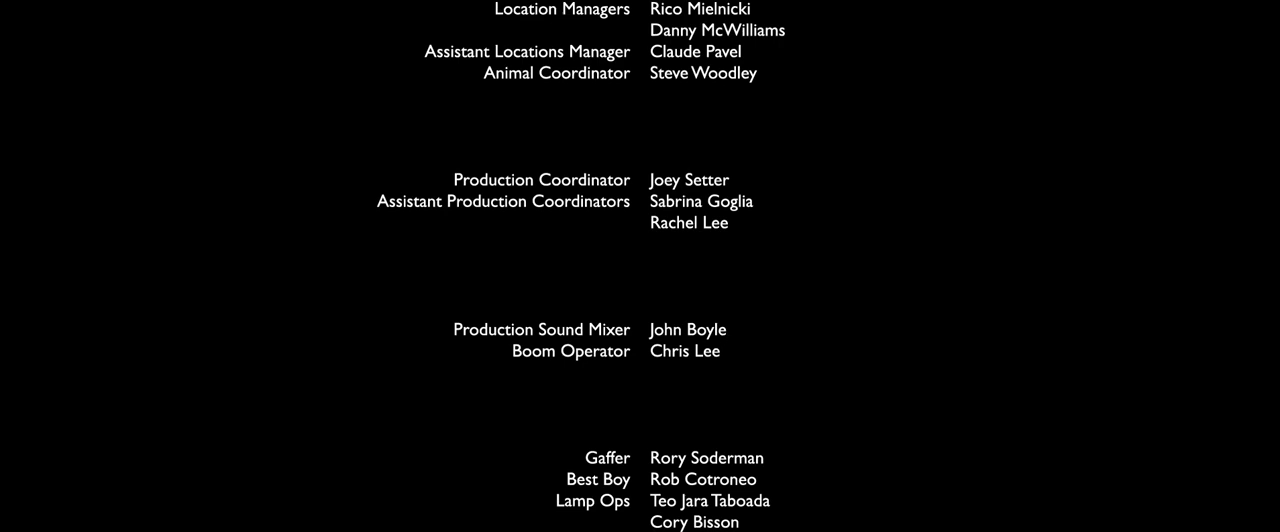 Location Managers Rico Mielnicki
Danny McWilliams
Assistant Locations Manager Claude Pavel
Animal Coordinator Steve Woodley
Production Coordinator Joey Setter
Assistant Production Coordinators Sabrina Goglia
Rachel Lee
Production Sound Mixer John Boyle
Boom Operator Chris Lee
Gaffer Rory Soderman
Best Boy Rob Cotroneo
Lamp Ops Teo Jara Taboada
Cory Bisson